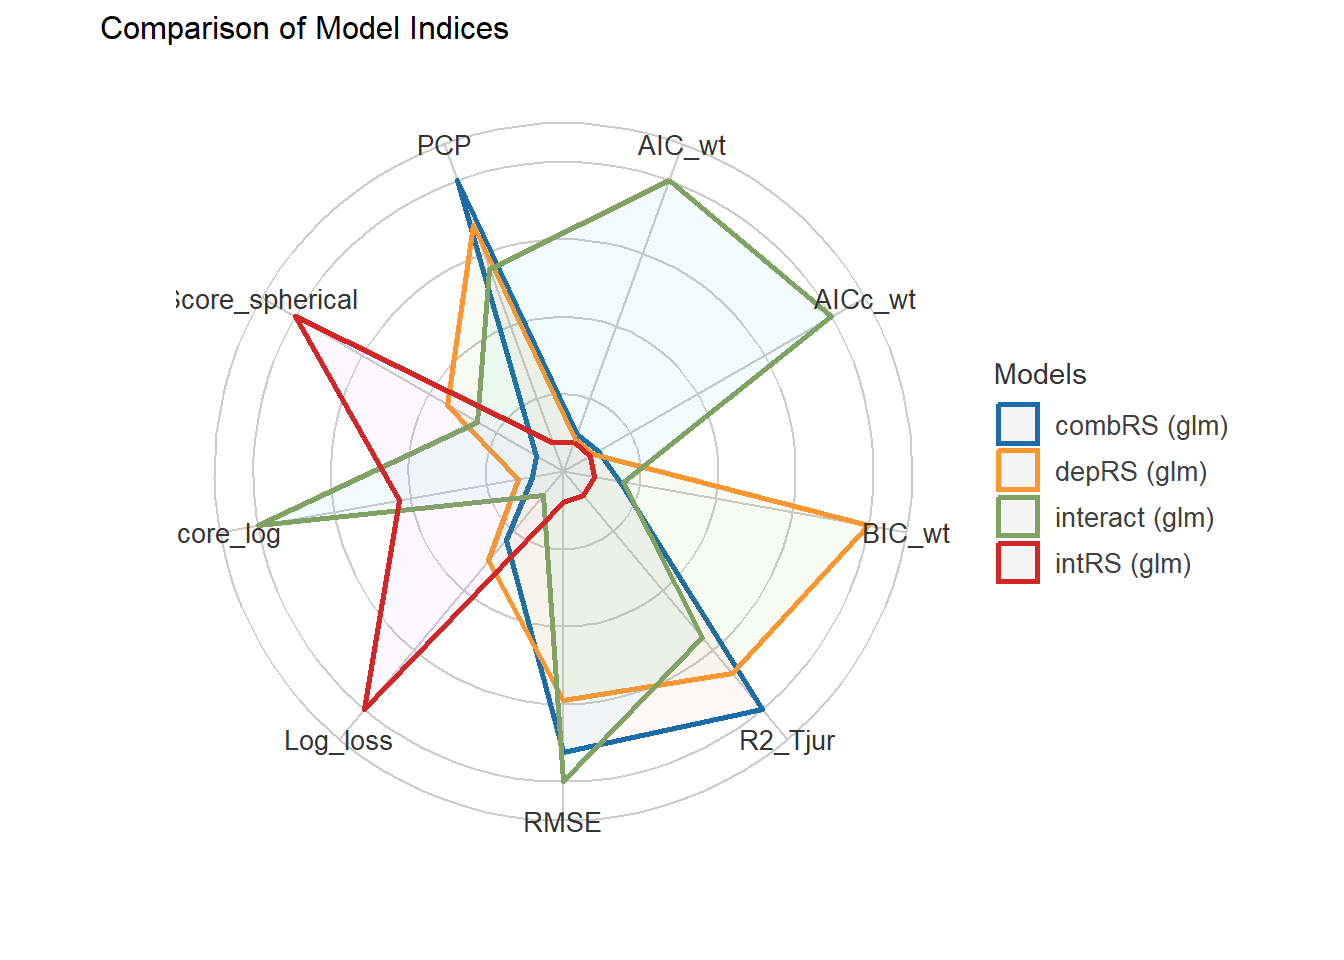 Comparison of Model Indices
PCP
AIC_wt
Score_spherical
AICc_wt
core_log
BIC_wt
Log_loss
R2_Tjur
RMSE
Models
combRS (glm)
depRS (glm)
interact (glm)
intRS (glm)